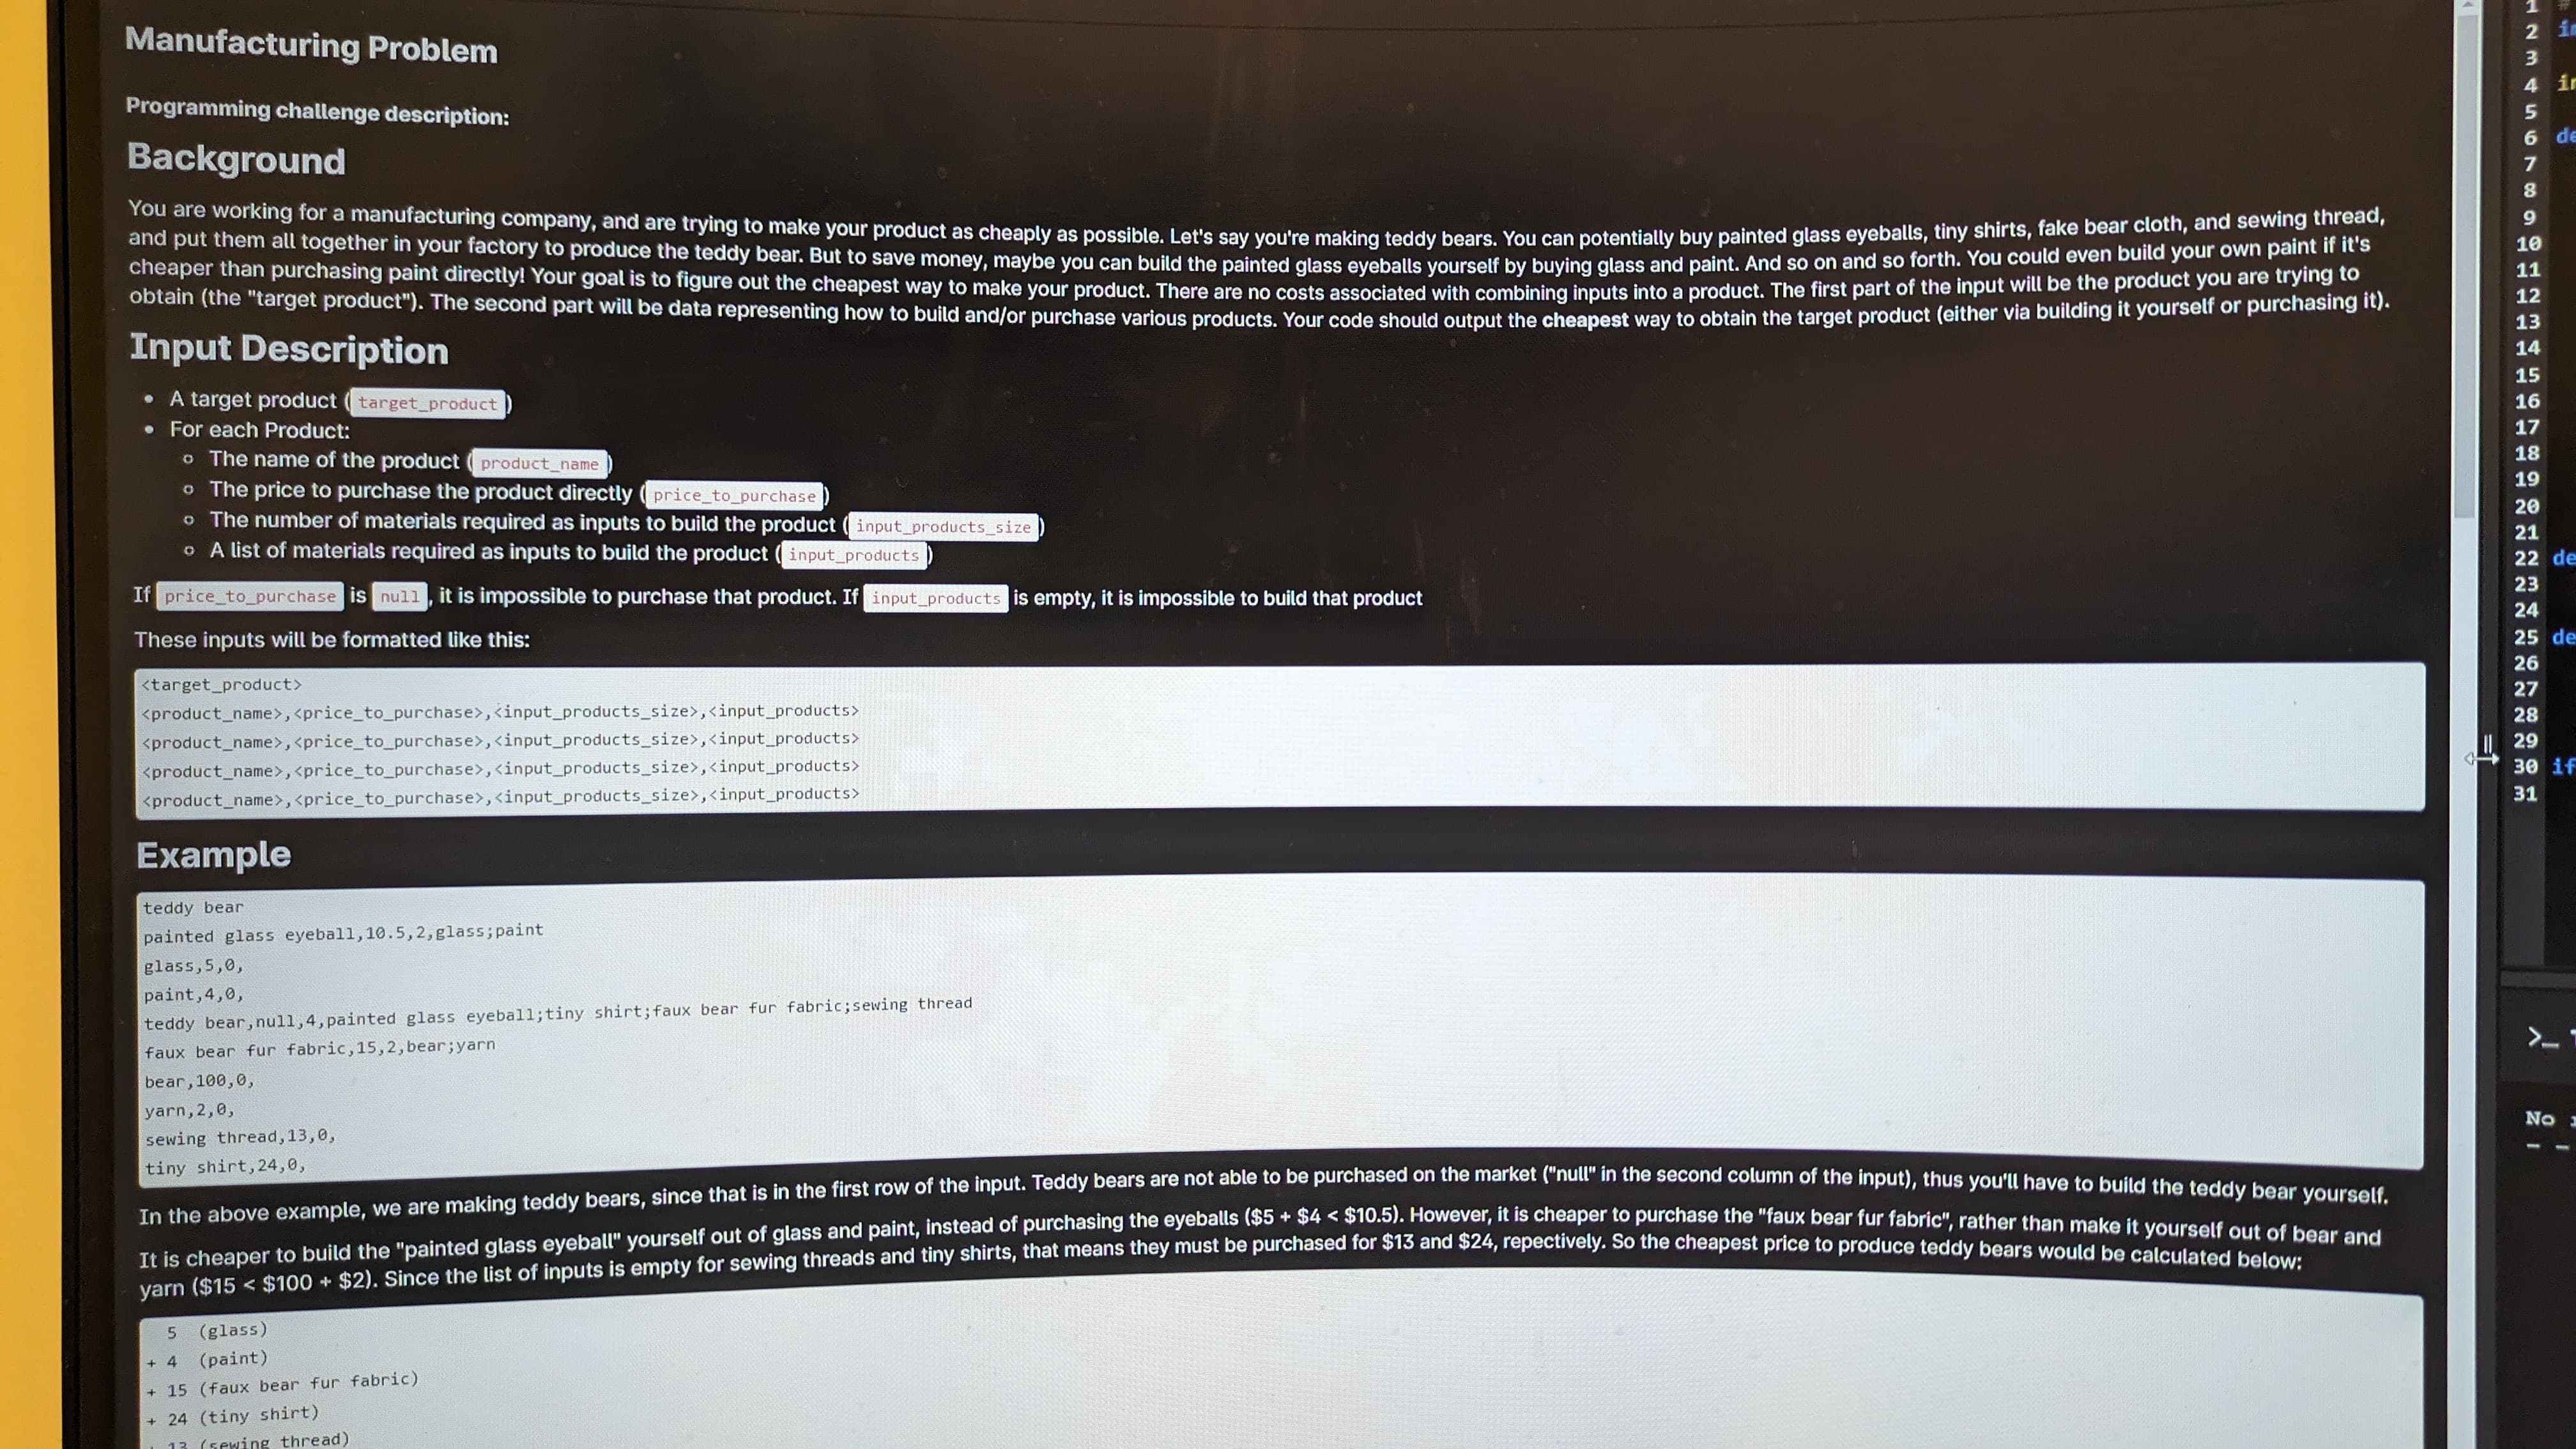 Manufacturing Problem
Programming challenge description:
Background
You are working for a manufacturing company, and are trying to make your product as cheaply as possible. Let's say you're making teddy bears. You can potentially buy painted glass eyeballs, tiny shirts, fake bear cloth, and sewing thread,
and put them all together in your factory to produce the teddy bear. But to save money, maybe you can build the painted glass eyeballs yourself by buying glass and paint. And so on and so forth. You could even build your own paint if it's
cheaper than purchasing paint directly! Your goal is to figure out the cheapest way to make your product. There are no costs associated with combining inputs into a product. The first part of the input will be the product you are trying to
obtain (the "target product"). The second part will be data representing how to build and/or purchase various products. Your code should output the cheapest way to obtain the target product (either via building it yourself or purchasing it).
Input Description
• A target product ( target_product )
• For each Product:
o The name of the product ( product_name )
o The price to purchase the product directly ( price_to_purchase )
o The number of materials required as inputs to build the product ( input_products_size )
o A list of materials required as inputs to build the product ( input_products )
If price_to_purchase is null , it is impossible to purchase that product. If input_products is empty, it is impossible to build that product
These inputs will be formatted like this:
<target_product>
<product_name>,<price_to_purchase>,<input_products_size>,<input_products>
<product_name>,<price_to_purchase>,<input_products_size>,<input_products>
<product_name>,<price_to_purchase>,<input_products_size>,<input_products>
<product_name>,<price_to_purchase>,<input_products_size>,<input_products>
Example
teddy bear
painted glass eyeball,10.5,2,glass;paint
glass,5,0,
paint,4,0,
teddy bear,null,4,painted glass eyeball;tiny shirt;faux bear fur fabric;sewing thread
faux bear fur fabric,15,2,bear;yarn
bear,100,0,
yarn,2,0,
sewing thread,13,0,
tiny shirt,24,0,
In the above example, we are making teddy bears, since that is in the first row of the input. Teddy bears are not able to be purchased on the market ("null" in the second column of the input), thus you'll have to build the teddy bear yourself.
It is cheaper to build the "painted glass eyeball" yourself out of glass and paint, instead of purchasing the eyeballs ($5 + $4 < $10.5). However, it is cheaper to purchase the "faux bear fur fabric", rather than make it yourself out of bear and
yarn ($15 < $100 + $2). Since the list of inputs is empty for sewing threads and tiny shirts, that means they must be purchased for $13 and $24, repectively. So the cheapest price to produce teddy bears would be calculated below:
5 (glass)
+ 4 (paint)
+ 15 (faux bear fur fabric)
+ 24 (tiny shirt)
+ 13 (sewing thread)
1
2
3
4
5
6 de
7
8
9
10
11
12
13
14
15
16
17
18
19
20
21
22 de
23
24
25 de
26
27
28
29
30 if
31
>_
No